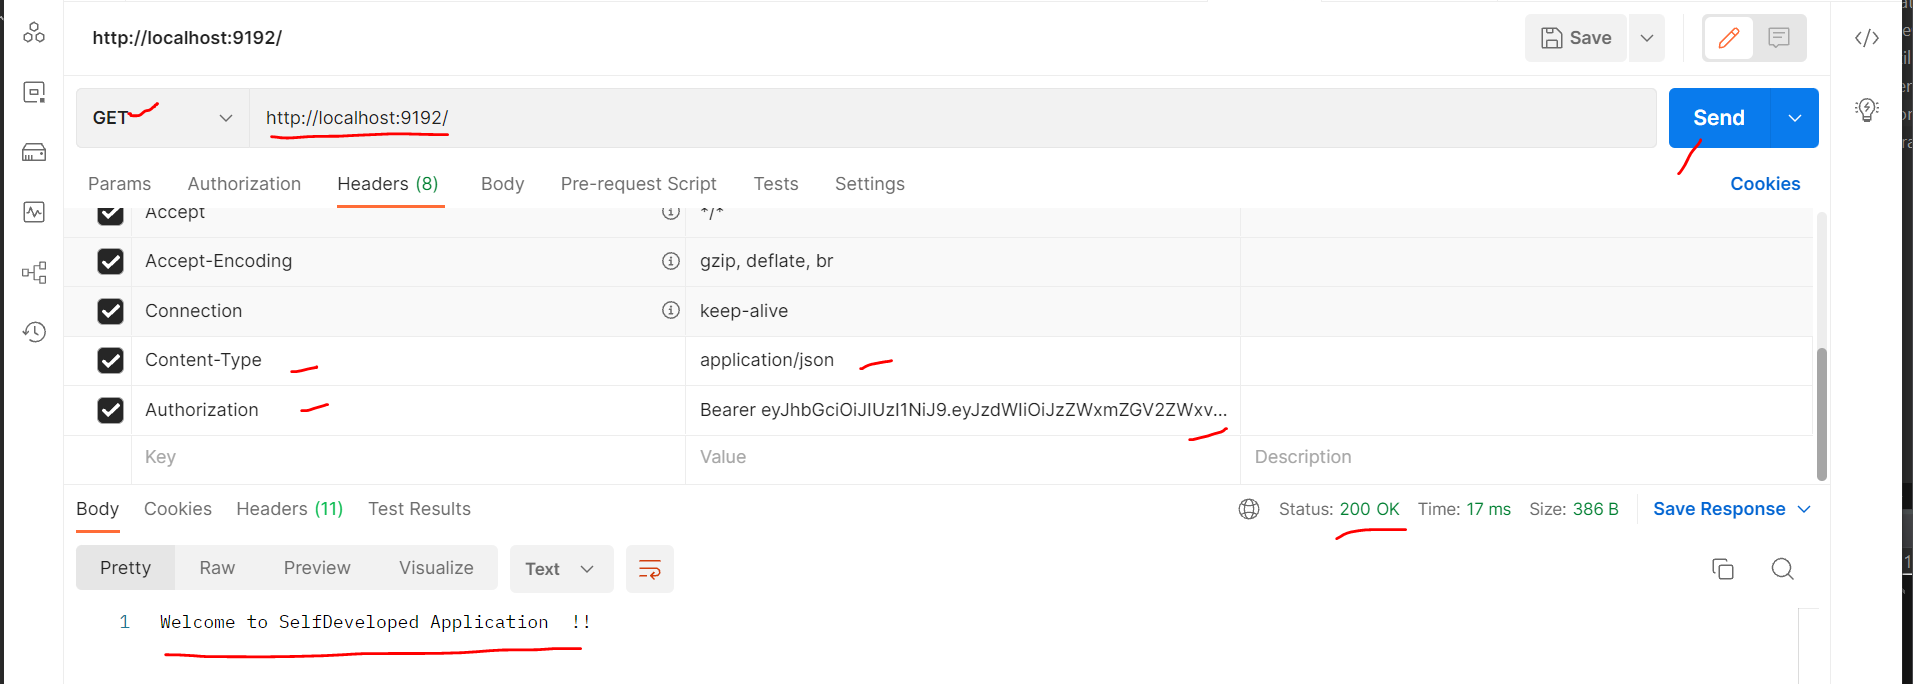 http://localhost:9192/
Save
GET http://localhost:9192/ Send
Params Authorization Headers (8) Body Pre-request Script Tests Settings Cookies
Accept */*
Accept-Encoding gzip, deflate, br
Connection keep-alive
Content-Type application/json
Authorization Bearer eyJhbGciOiJIUzI1NiJ9.eyJzdWIiOiJzZWxmZGV2ZWxv...
Key Value Description
Body Cookies Headers (11) Test Results Status: 200 OK Time: 17 ms Size: 386 B Save Response
Pretty Raw Preview Visualize Text
1 Welcome to SelfDeveloped Application !!